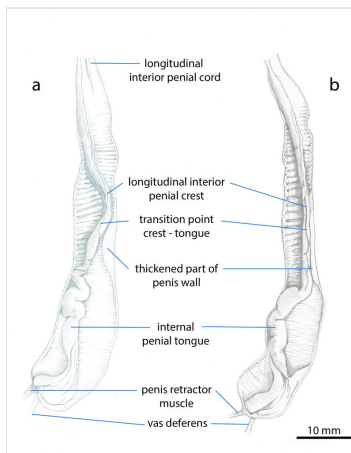 longitudinal
interior penial cord
a
b
longitudinal interior
penial crest
transition point
crest - tongue
thickened part of
penis wall
internal
penial tongue
penis retractor
muscle
vas deferens
10 mm